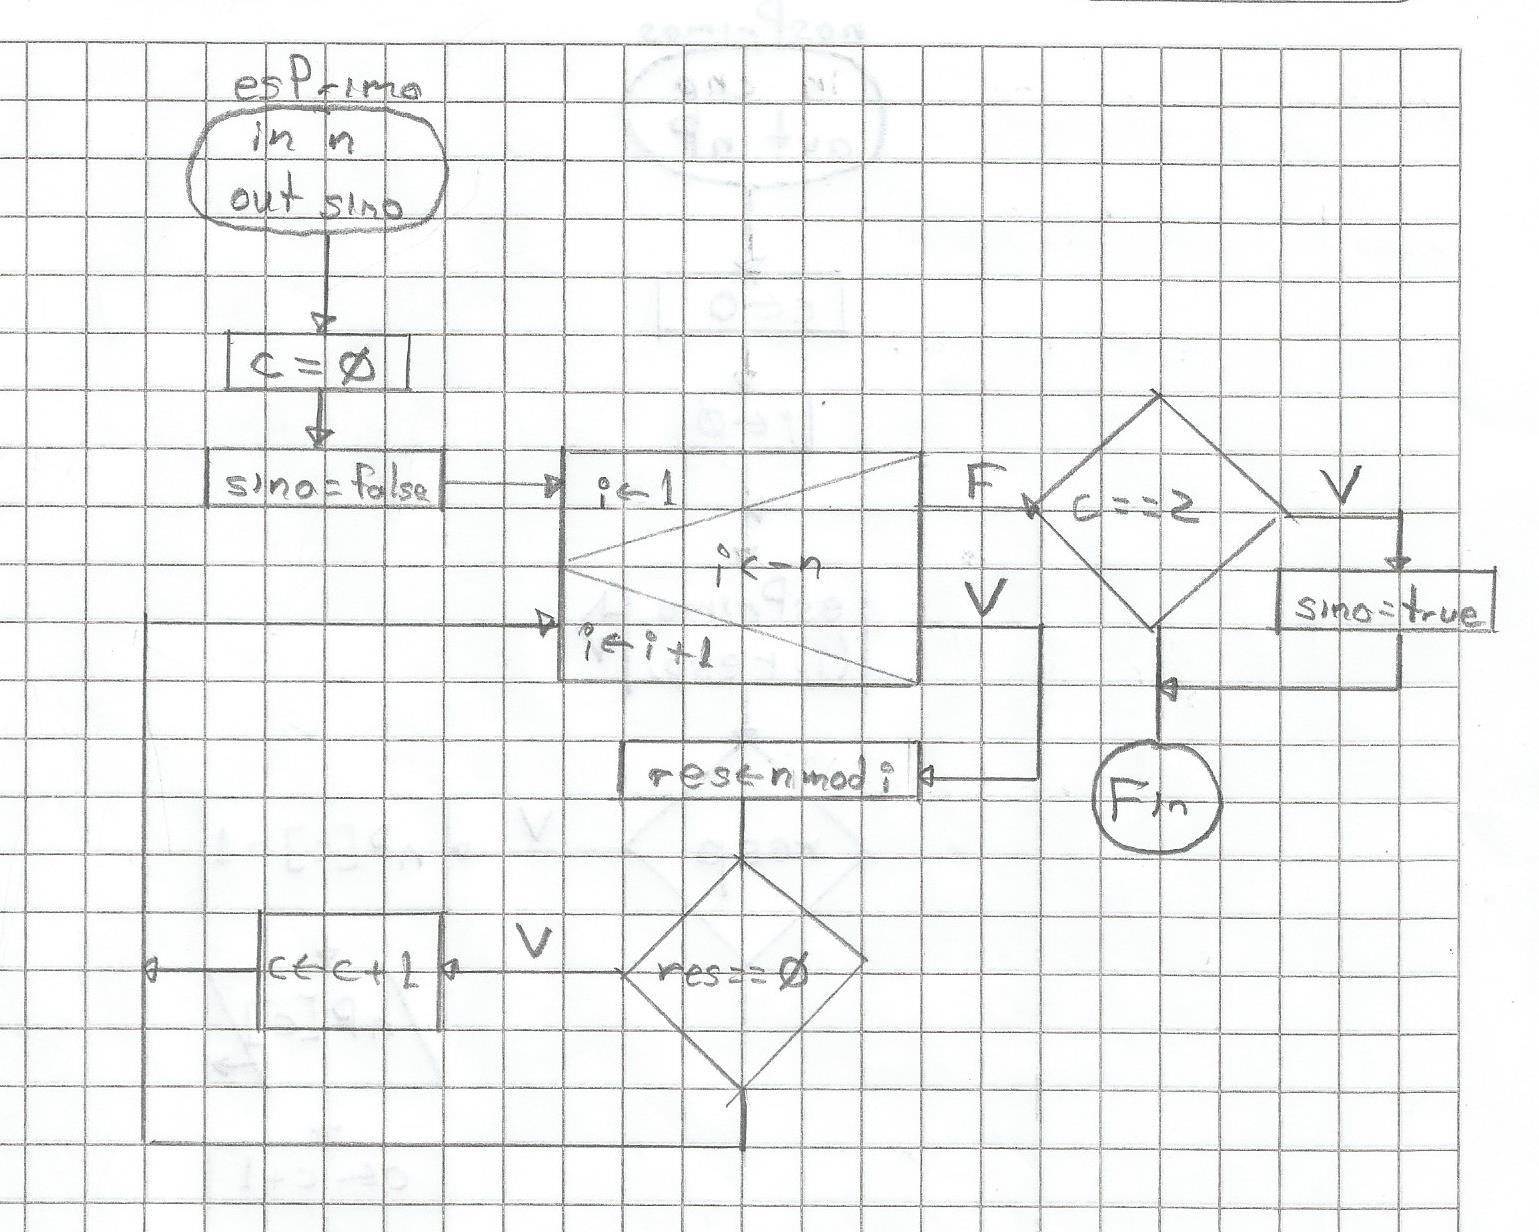 esPrimo
in n
out sino
c = Ø
sino=false
i←1
i<=n
i←i+1
F
V
c==2
V
sino=true
Fin
res←n mod i
res==Ø
V
c←c+1